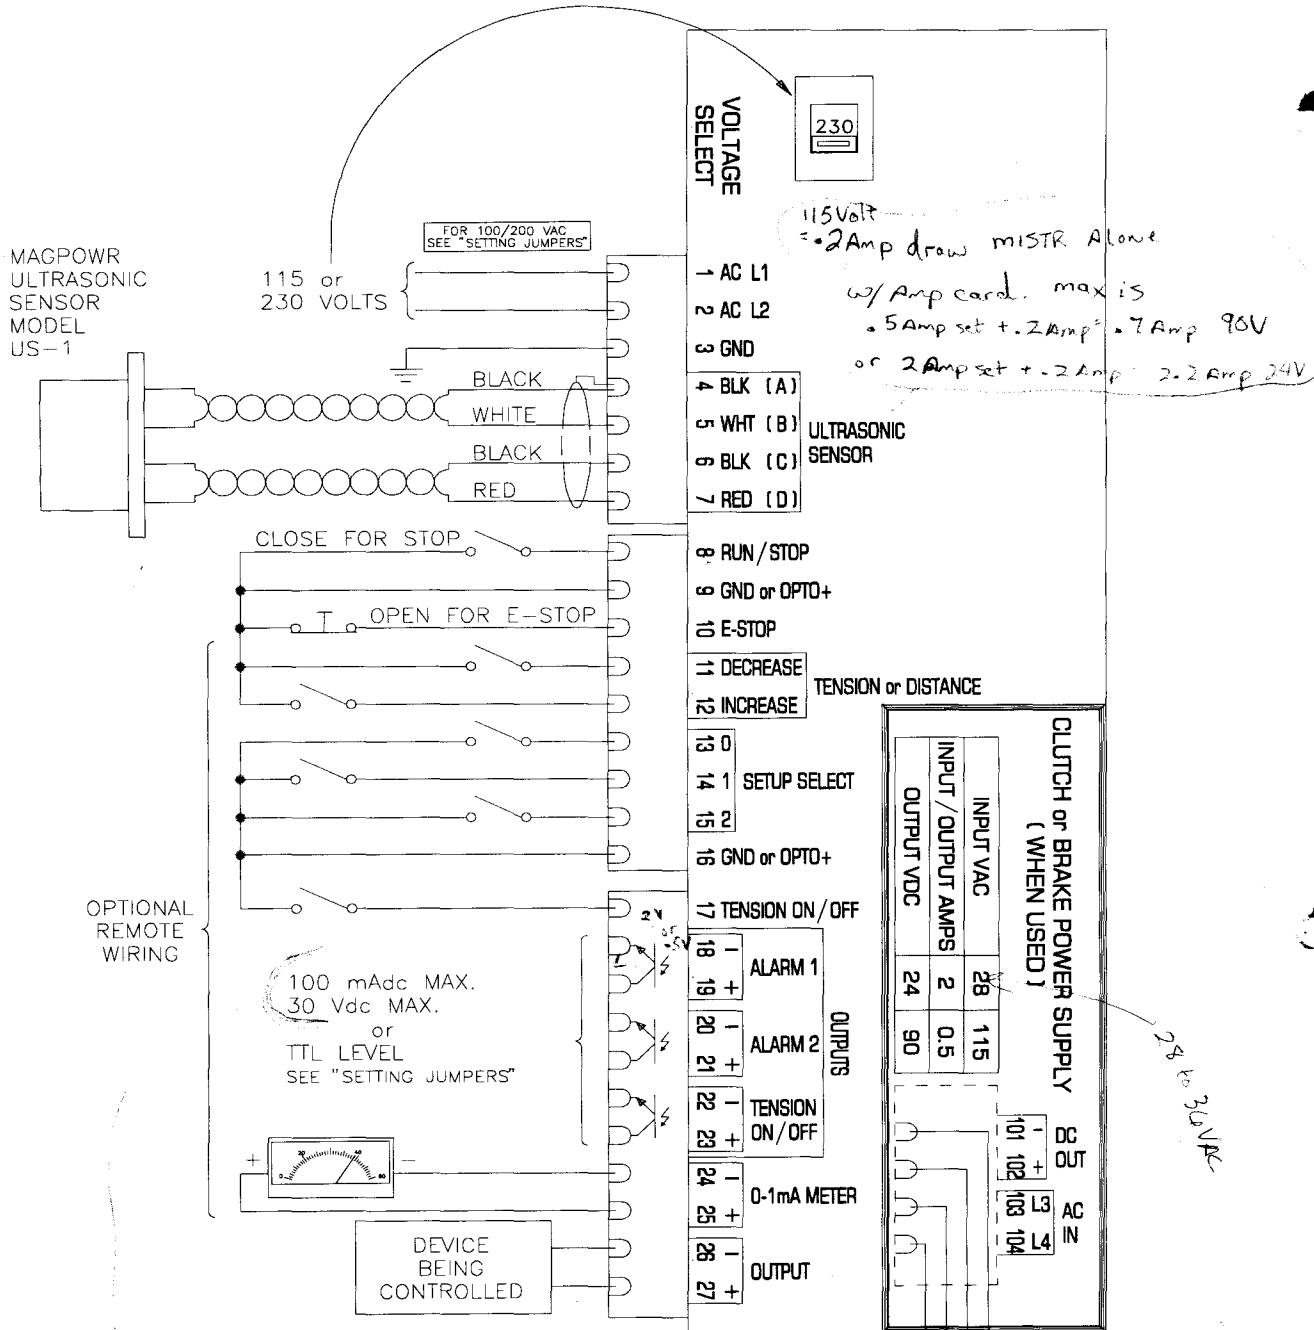 VOLTAGE
SELECT
230
FOR 100/200 VAC
SEE "SETTING JUMPERS"
115 or
230 VOLTS
MAGPOWR
ULTRASONIC
SENSOR
MODEL
US-1
115Volt
=.2Amp draw MISTR Alone
w/ Amp card. max is
.5Amp set + .2Amp = .7Amp 90V
or 2Amp set + .2Amp 2.2Amp 24V
1 AC L1
2 AC L2
3 GND
BLACK
4 BLK (A)
WHITE
5 WHT (B)
BLACK
6 BLK (C)
RED
7 RED (D)
ULTRASONIC
SENSOR
CLOSE FOR STOP
8 RUN/STOP
9 GND or OPTO+
OPEN FOR E-STOP
10 E-STOP
11 DECREASE
12 INCREASE
TENSION or DISTANCE
13 0
14 1
15 2
SETUP SELECT
16 GND or OPTO+
17 TENSION ON/OFF
OPTIONAL
REMOTE
WIRING
2V
or
.5V
18 -
19 +
ALARM 1
20 -
21 +
ALARM 2
22 -
23 +
TENSION
ON/OFF
OUTPUTS
100 mAdc MAX.
30 Vdc MAX.
or
TTL LEVEL
SEE "SETTING JUMPERS"
+ 0 20 40 60 -
24 -
25 +
0-1mA METER
26 -
27 +
OUTPUT
DEVICE
BEING
CONTROLLED
CLUTCH or BRAKE POWER SUPPLY
(WHEN USED)
INPUT VAC 28 115
INPUT/OUTPUT AMPS 2 0.5
OUTPUT VDC 24 90
28 to 36VAC
101 -
102 +
DC
OUT
103 L3
104 L4
AC
IN